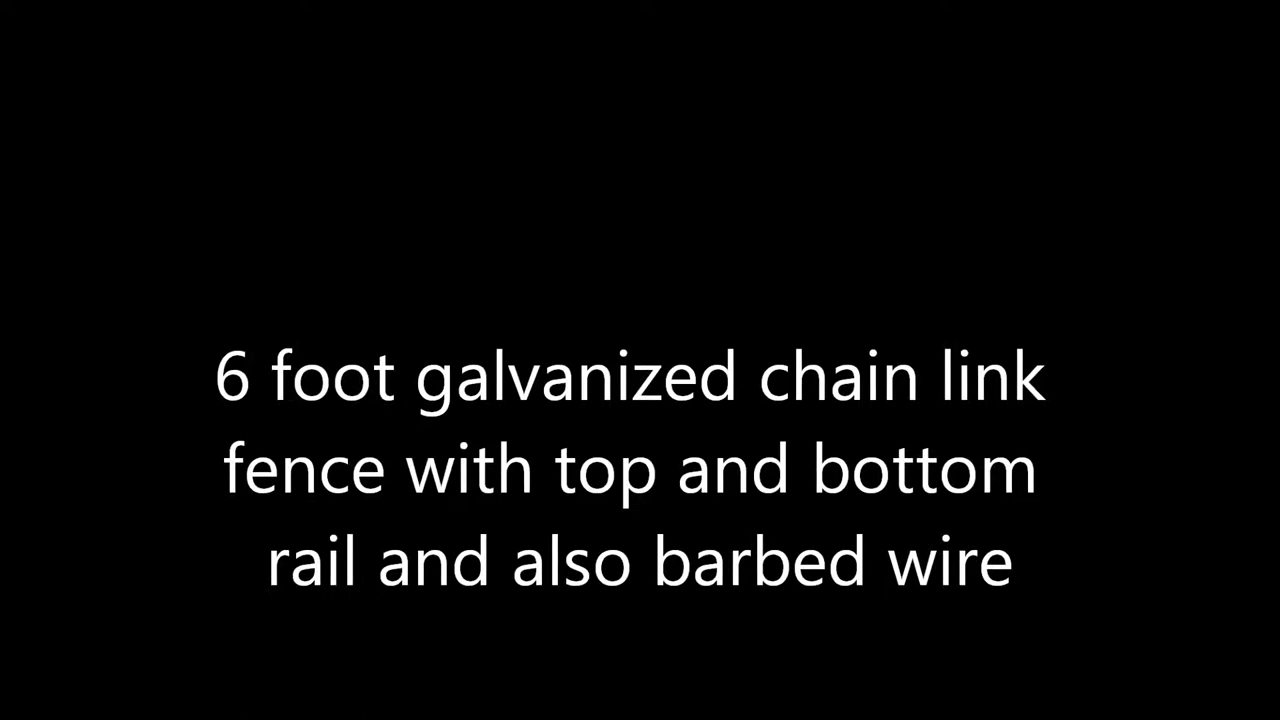 6 foot galvanized chain link
fence with top and bottom
rail and also barbed wire